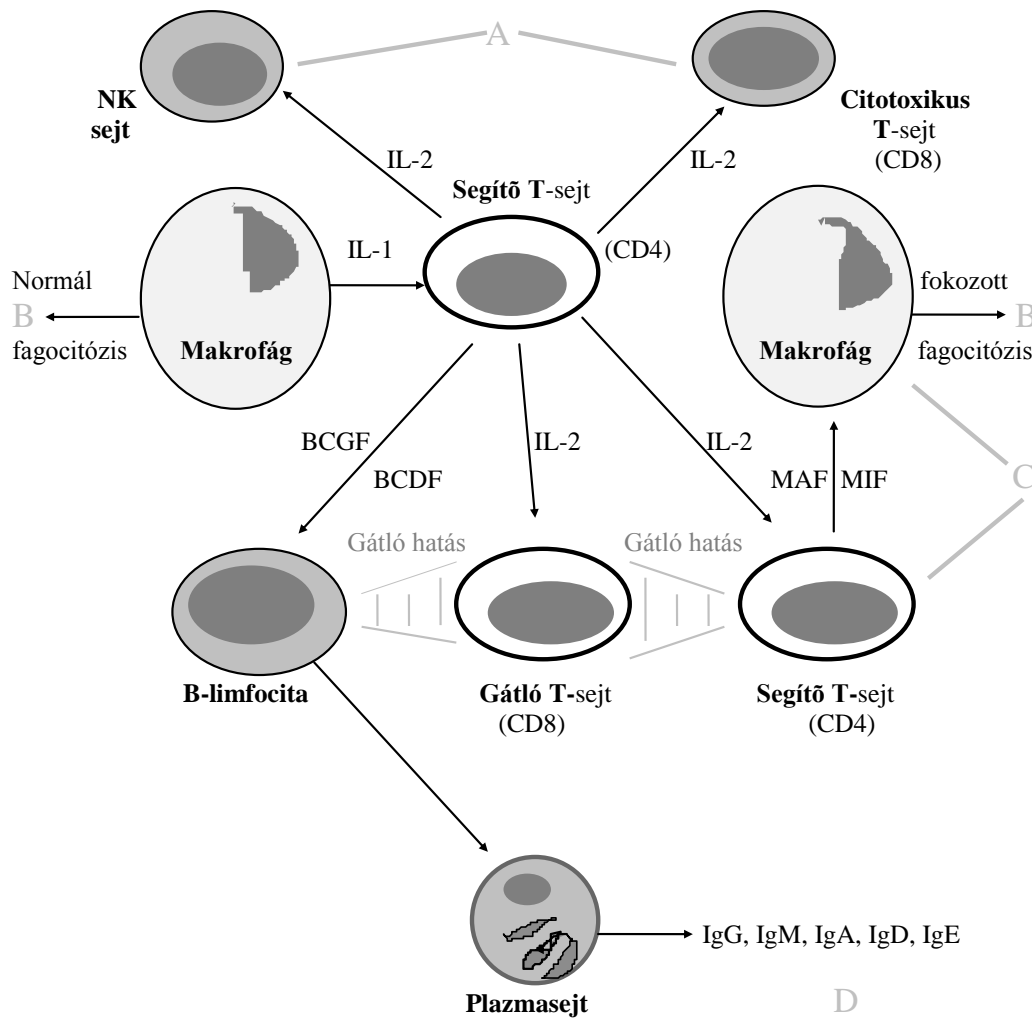 A
NK
sejt
Citotoxikus
T-sejt
(CD8)
IL-2
IL-2
Segítõ T-sejt
(CD4)
IL-1
Normál
B
fagocitózis
Makrofág
fokozott
B
fagocitózis
Makrofág
BCGF
BCDF
IL-2
IL-2
MAF
MIF
C
Gátló hatás
Gátló hatás
B-limfocita
Gátló T-sejt
(CD8)
Segítõ T-sejt
(CD4)
IgG, IgM, IgA, IgD, IgE
Plazmasejt
D